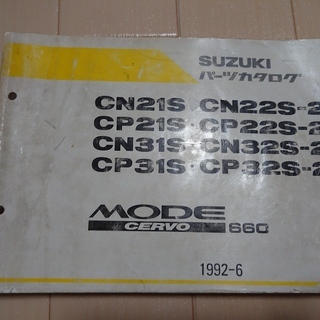 SUZUKI
パーツカタログ
CN21S・CN22S-2
CP21S・CP22S-2
CN31S・CN32S-2
CP31S・CP32S-2
MODE
CERVO 660
1992-6